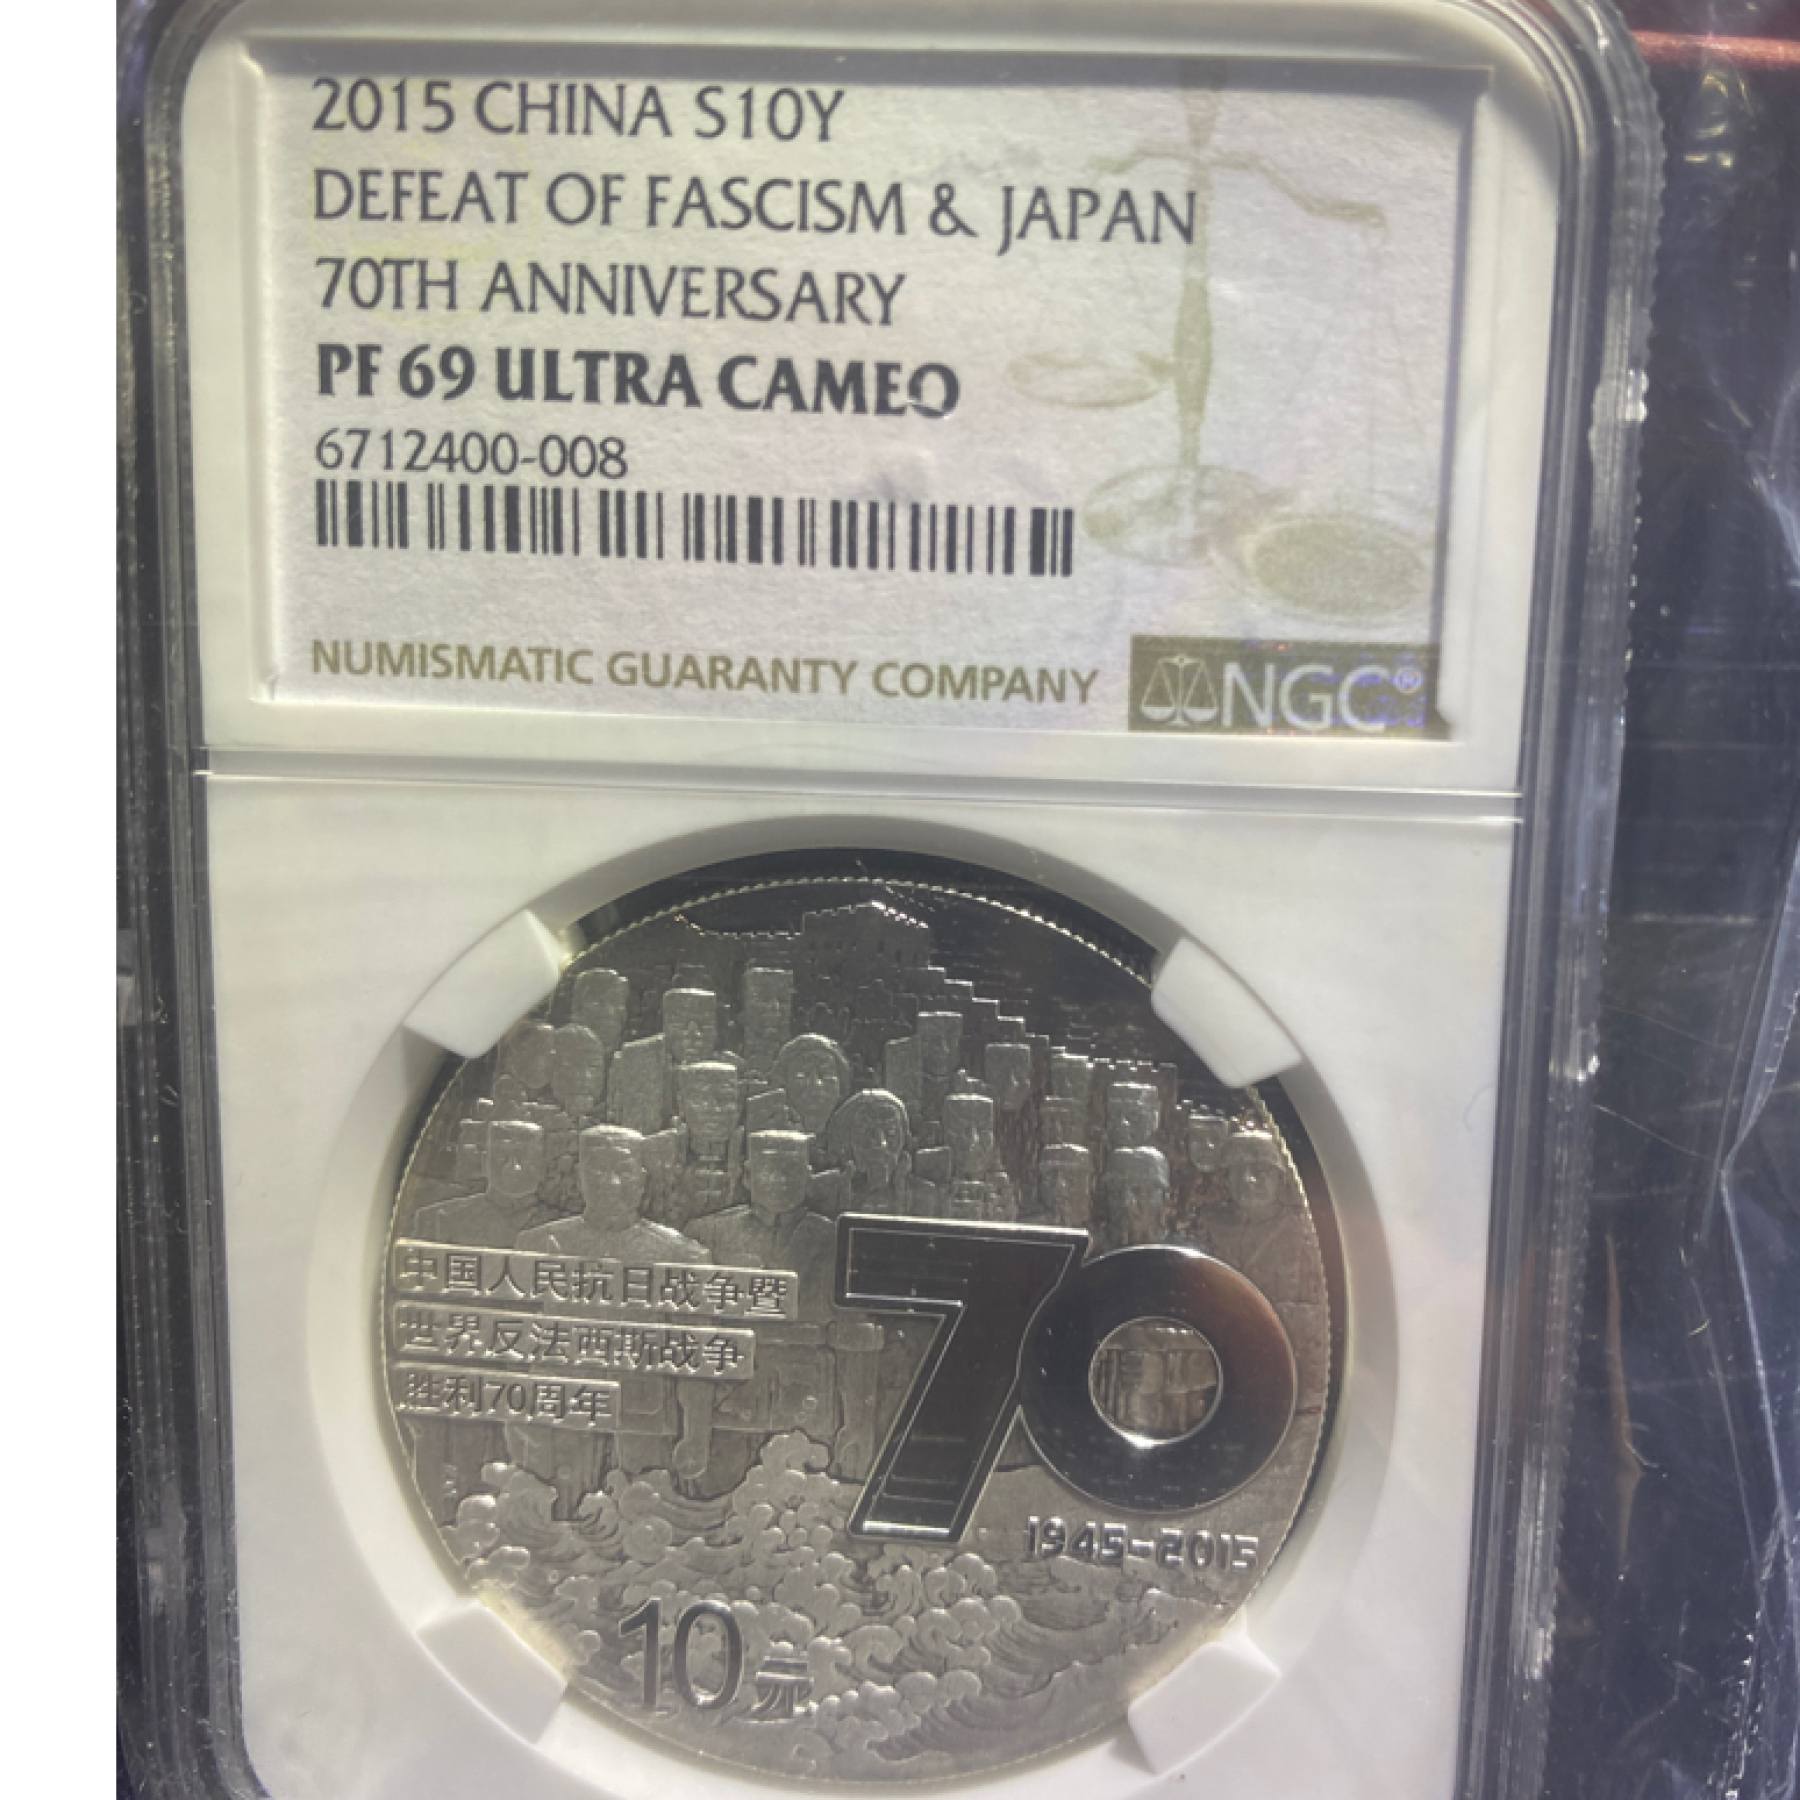 2015 CHINA S10Y
DEFEAT OF FASCISM & JAPAN
70TH ANNIVERSARY
PF 69 ULTRA CAMEO
6712400-008
NUMISMATIC GUARANTY COMPANY
NGC®
中国人民抗日战争暨
世界反法西斯战争
胜利70周年
70
1945-2015
10元